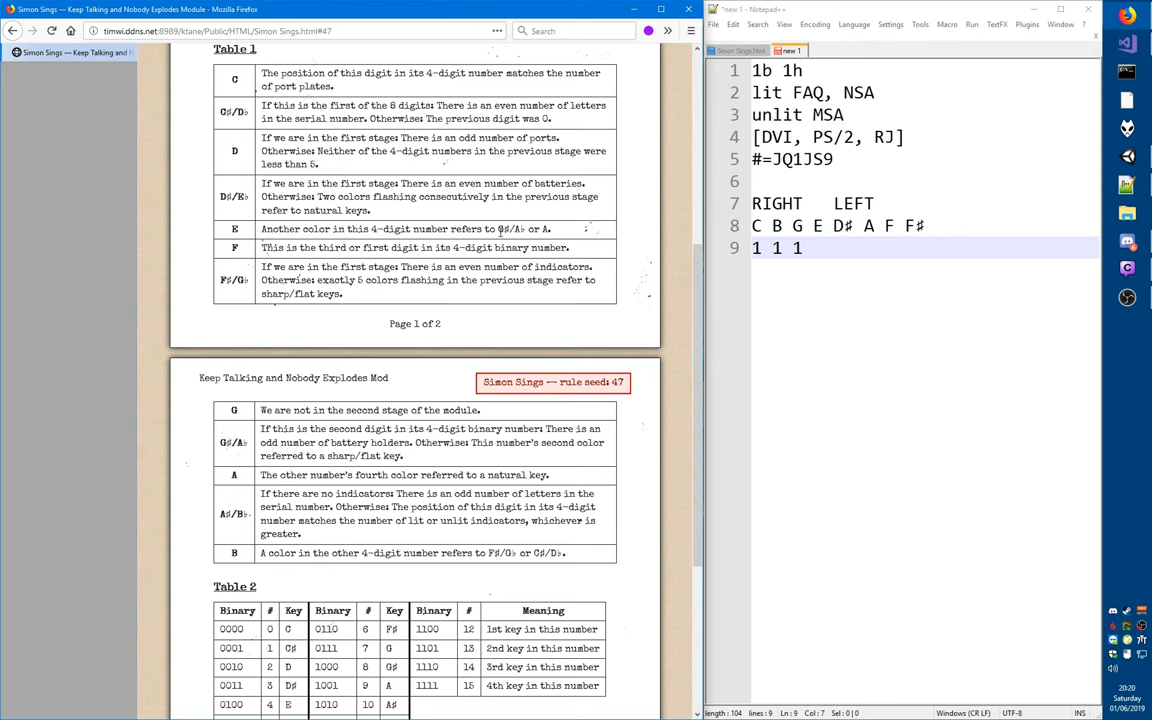 Simon Sings — Keep Talking and Nobody Explodes Module - Mozilla Firefox
timwi.ddns.net:8989/ktane/Public/HTML/Simon Sings.html#47
Search
Simon Sings — Keep Talking and N
Table 1
C The position of this digit in its 4-digit number matches the number
of port plates.
C♯/D♭ If this is the first of the 8 digits: There is an even number of letters
in the serial number. Otherwise: The previous digit was 0.
D If we are in the first stage: There is an odd number of ports.
Otherwise: Neither of the 4-digit numbers in the previous stage were
less than 5.
D♯/E♭ If we are in the first stage: There is an even number of batteries.
Otherwise: Two colors flashing consecutively in the previous stage
refer to natural keys.
E Another color in this 4-digit number refers to G♯/A♭ or A.
F This is the third or first digit in its 4-digit binary number.
F♯/G♭ If we are in the first stage: There is an even number of indicators.
Otherwise: exactly 5 colors flashing in the previous stage refer to
sharp/flat keys.
Page 1 of 2
Keep Talking and Nobody Explodes Mod
Simon Sings — rule seed: 47
G We are not in the second stage of the module.
G♯/A♭ If this is the second digit in its 4-digit binary number: There is an
odd number of battery holders. Otherwise: This number's second color
referred to a sharp/flat key.
A The other number's fourth color referred to a natural key.
A♯/B♭ If there are no indicators: There is an odd number of letters in the
serial number. Otherwise: The position of this digit in its 4-digit
number matches the number of lit or unlit indicators, whichever is
greater.
B A color in the other 4-digit number refers to F♯/G♭ or C♯/D♭.
Table 2
Binary # Key Binary # Key Binary # Meaning
0000 0 C 0110 6 F♯ 1100 12 1st key in this number
0001 1 C♯ 0111 7 G 1101 13 2nd key in this number
0010 2 D 1000 8 G♯ 1110 14 3rd key in this number
0011 3 D♯ 1001 9 A 1111 15 4th key in this number
0100 4 E 1010 10 A♯
*new 1 - Notepad++
File Edit Search View Encoding Language Settings Tools Macro Run TextFX Plugins Window ?
X
Simon Sings.html new 1
1 1b 1h
2 lit FAQ, NSA
3 unlit MSA
4 [DVI, PS/2, RJ]
5 #=JQ1JS9
6
7 RIGHT LEFT
8 C B G E D♯ A F F♯
9 1 1 1
length : 104 lines : 9 Ln : 9 Col : 7 Sel : 0 | 0 Windows (CR LF) UTF-8 INS
20:20
Saturday
01/06/2019